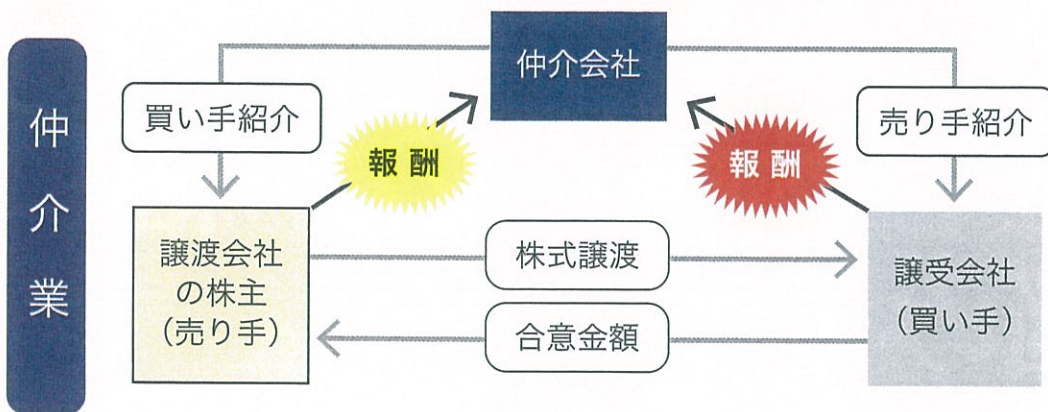 仲介業
仲介会社
買い手紹介
売り手紹介
報酬
報酬
譲渡会社
の株主
（売り手）
株式譲渡
合意金額
譲受会社
（買い手）